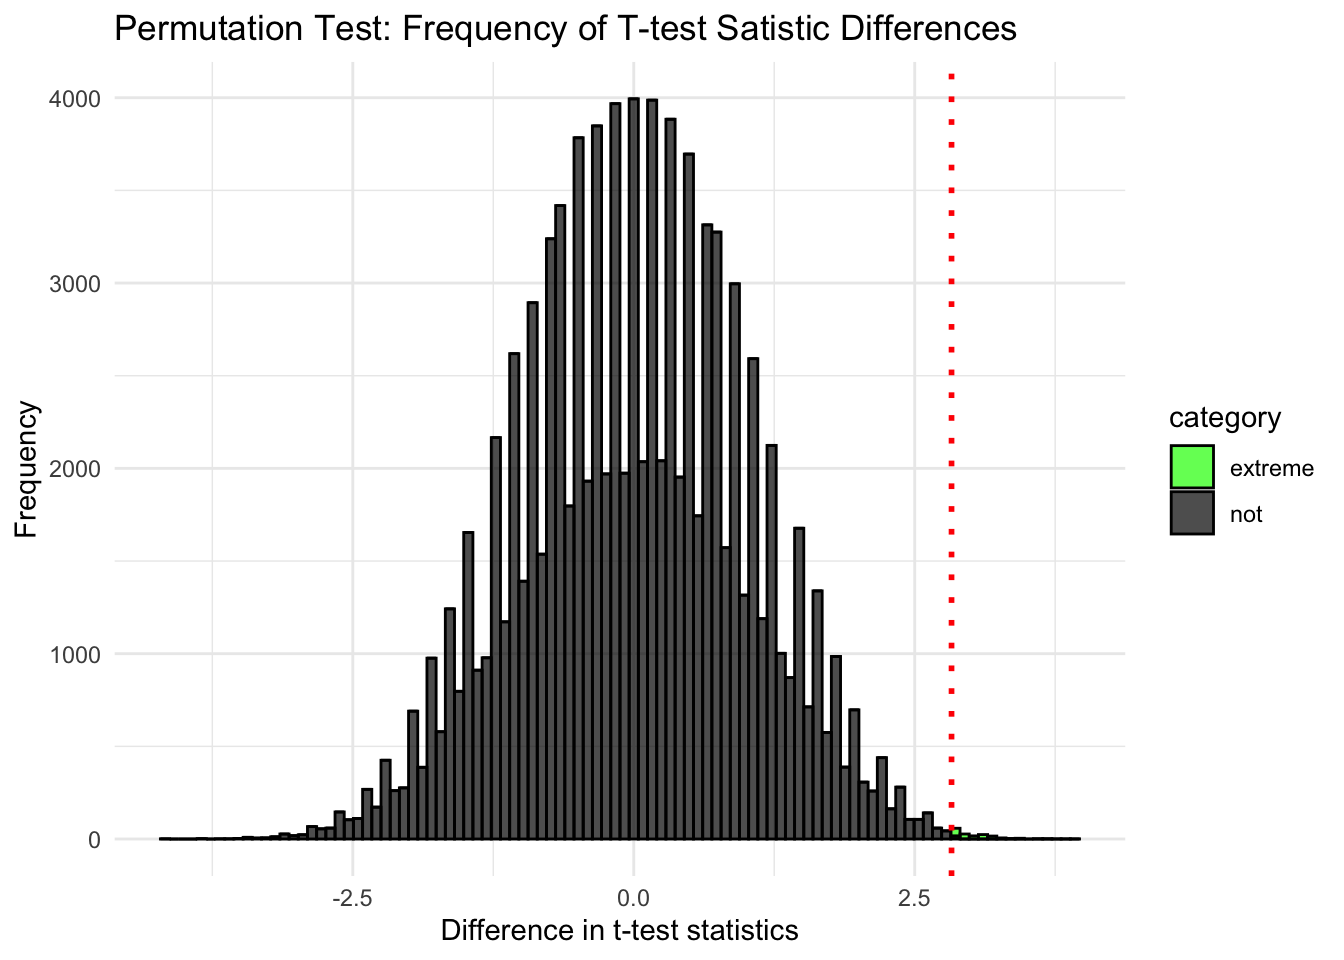 Permutation Test: Frequency of T-test Satistic Differences
4000
3000
2000
1000
0
Frequency
-2.5
0.0
2.5
Difference in t-test statistics
category
extreme
not